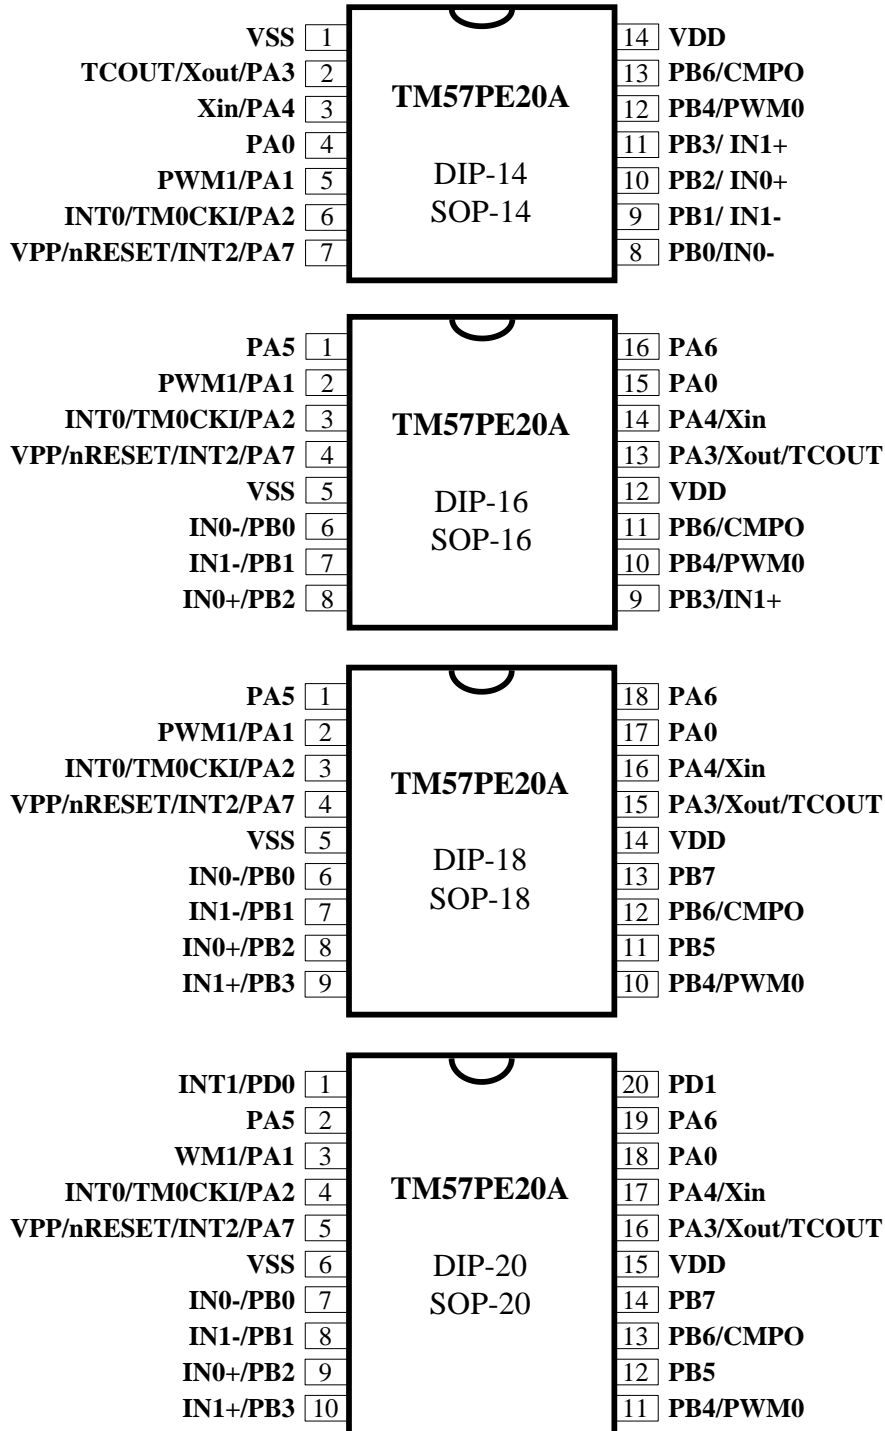 VSS 1 14 VDD
TCOUT/Xout/PA3 2 13 PB6/CMPO
TM57PE20A
Xin/PA4 3 12 PB4/PWM0
PA0 4 11 PB3/ IN1+
DIP-14
PWM1/PA1 5 10 PB2/ IN0+
SOP-14
INT0/TM0CKI/PA2 6 9 PB1/ IN1-
VPP/nRESET/INT2/PA7 7 8 PB0/IN0-
PA5 1 16 PA6
PWM1/PA1 2 15 PA0
INT0/TM0CKI/PA2 3 14 PA4/Xin
TM57PE20A
VPP/nRESET/INT2/PA7 4 13 PA3/Xout/TCOUT
VSS 5 12 VDD
DIP-16
IN0-/PB0 6 11 PB6/CMPO
SOP-16
IN1-/PB1 7 10 PB4/PWM0
IN0+/PB2 8 9 PB3/IN1+
PA5 1 18 PA6
PWM1/PA1 2 17 PA0
INT0/TM0CKI/PA2 3 16 PA4/Xin
TM57PE20A
VPP/nRESET/INT2/PA7 4 15 PA3/Xout/TCOUT
VSS 5 14 VDD
DIP-18
IN0-/PB0 6 13 PB7
SOP-18
IN1-/PB1 7 12 PB6/CMPO
IN0+/PB2 8 11 PB5
IN1+/PB3 9 10 PB4/PWM0
INT1/PD0 1 20 PD1
PA5 2 19 PA6
WM1/PA1 3 18 PA0
TM57PE20A
INT0/TM0CKI/PA2 4 17 PA4/Xin
VPP/nRESET/INT2/PA7 5 16 PA3/Xout/TCOUT
VSS 6 15 VDD
DIP-20
IN0-/PB0 7 14 PB7
SOP-20
IN1-/PB1 8 13 PB6/CMPO
IN0+/PB2 9 12 PB5
IN1+/PB3 10 11 PB4/PWM0